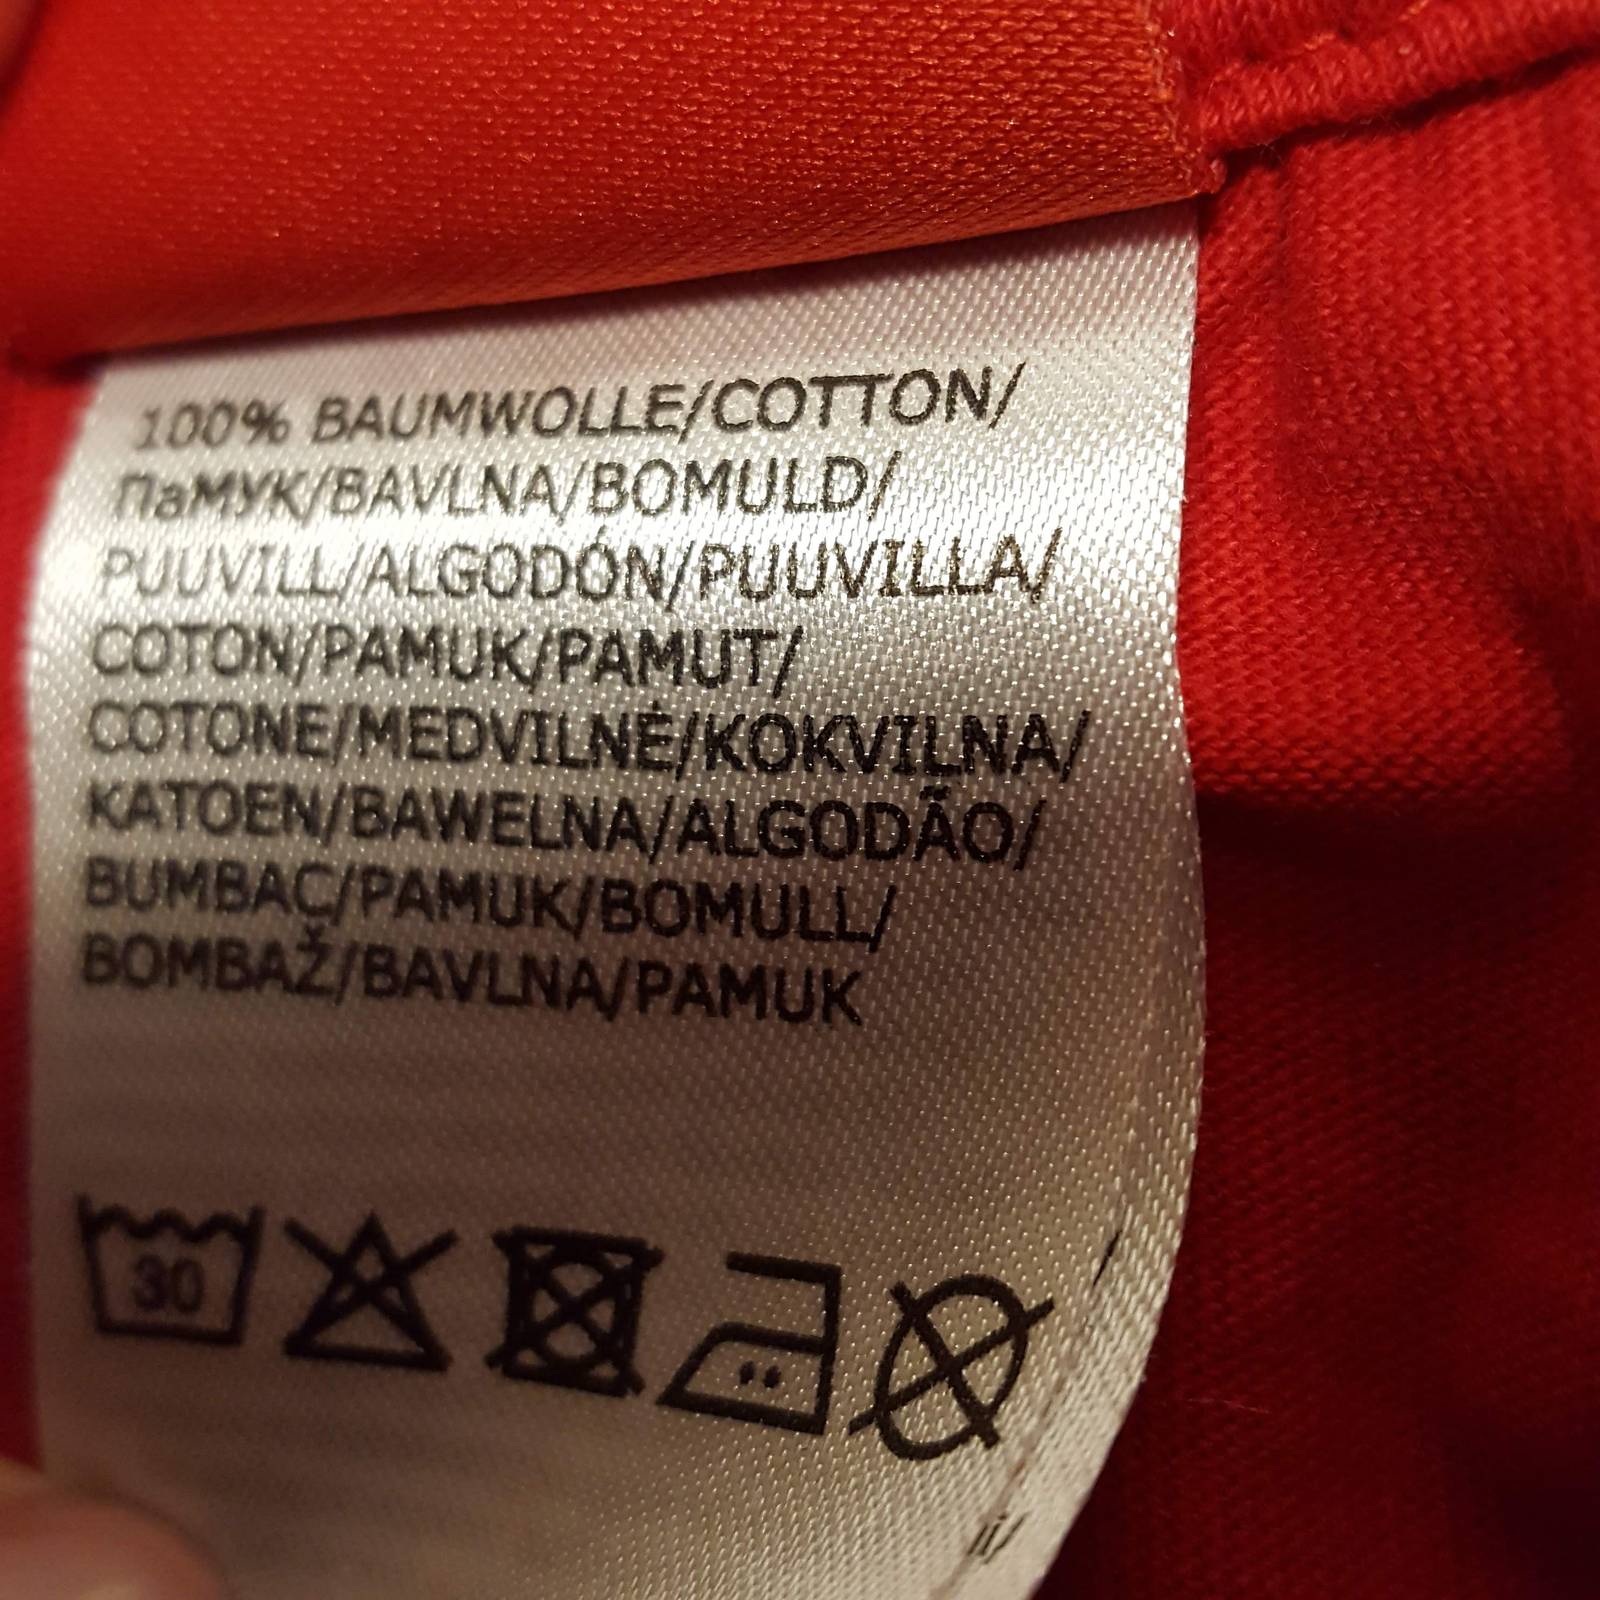 100% BAUMWOLLE/COTTON/
ПаМУК/BAVLNA/BOMULD/
PUUVILL/ALGODÓN/PUUVILLA/
COTON/PAMUK/PAMUT/
COTONE/MEDVILNĖ/KOKVILNA/
KATOEN/BAWEŁNA/ALGODÃO/
BUMBAC/PAMUK/BOMULL/
BOMBAŽ/BAVLNA/PAMUK
30